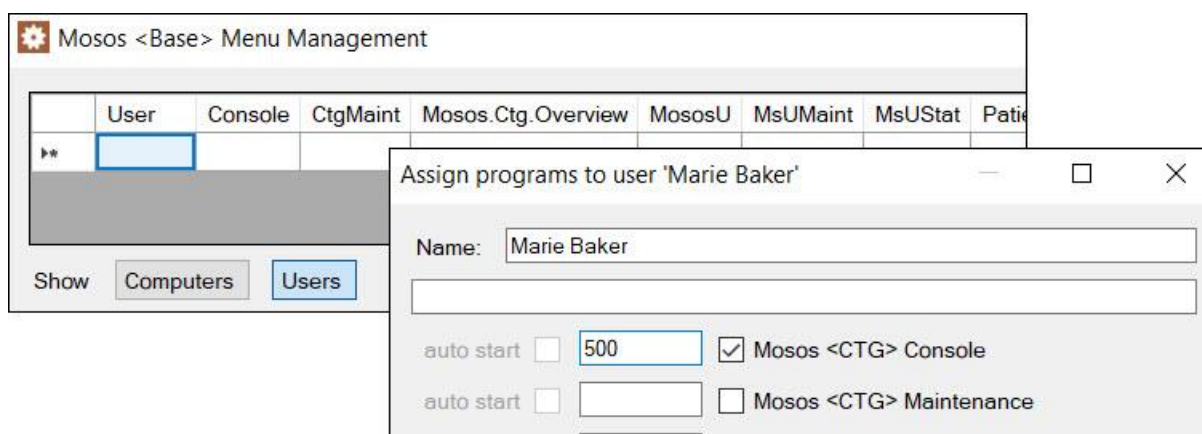 Mosos <Base> Menu Management
User Console CtgMaint Mosos.Ctg.Overview MososU MsUMaint MsUStat
Assign programs to user 'Marie Baker'
Name: Marie Baker
Show Computers Users
auto start 500 Mosos <CTG> Console
auto start Mosos <CTG> Maintenance